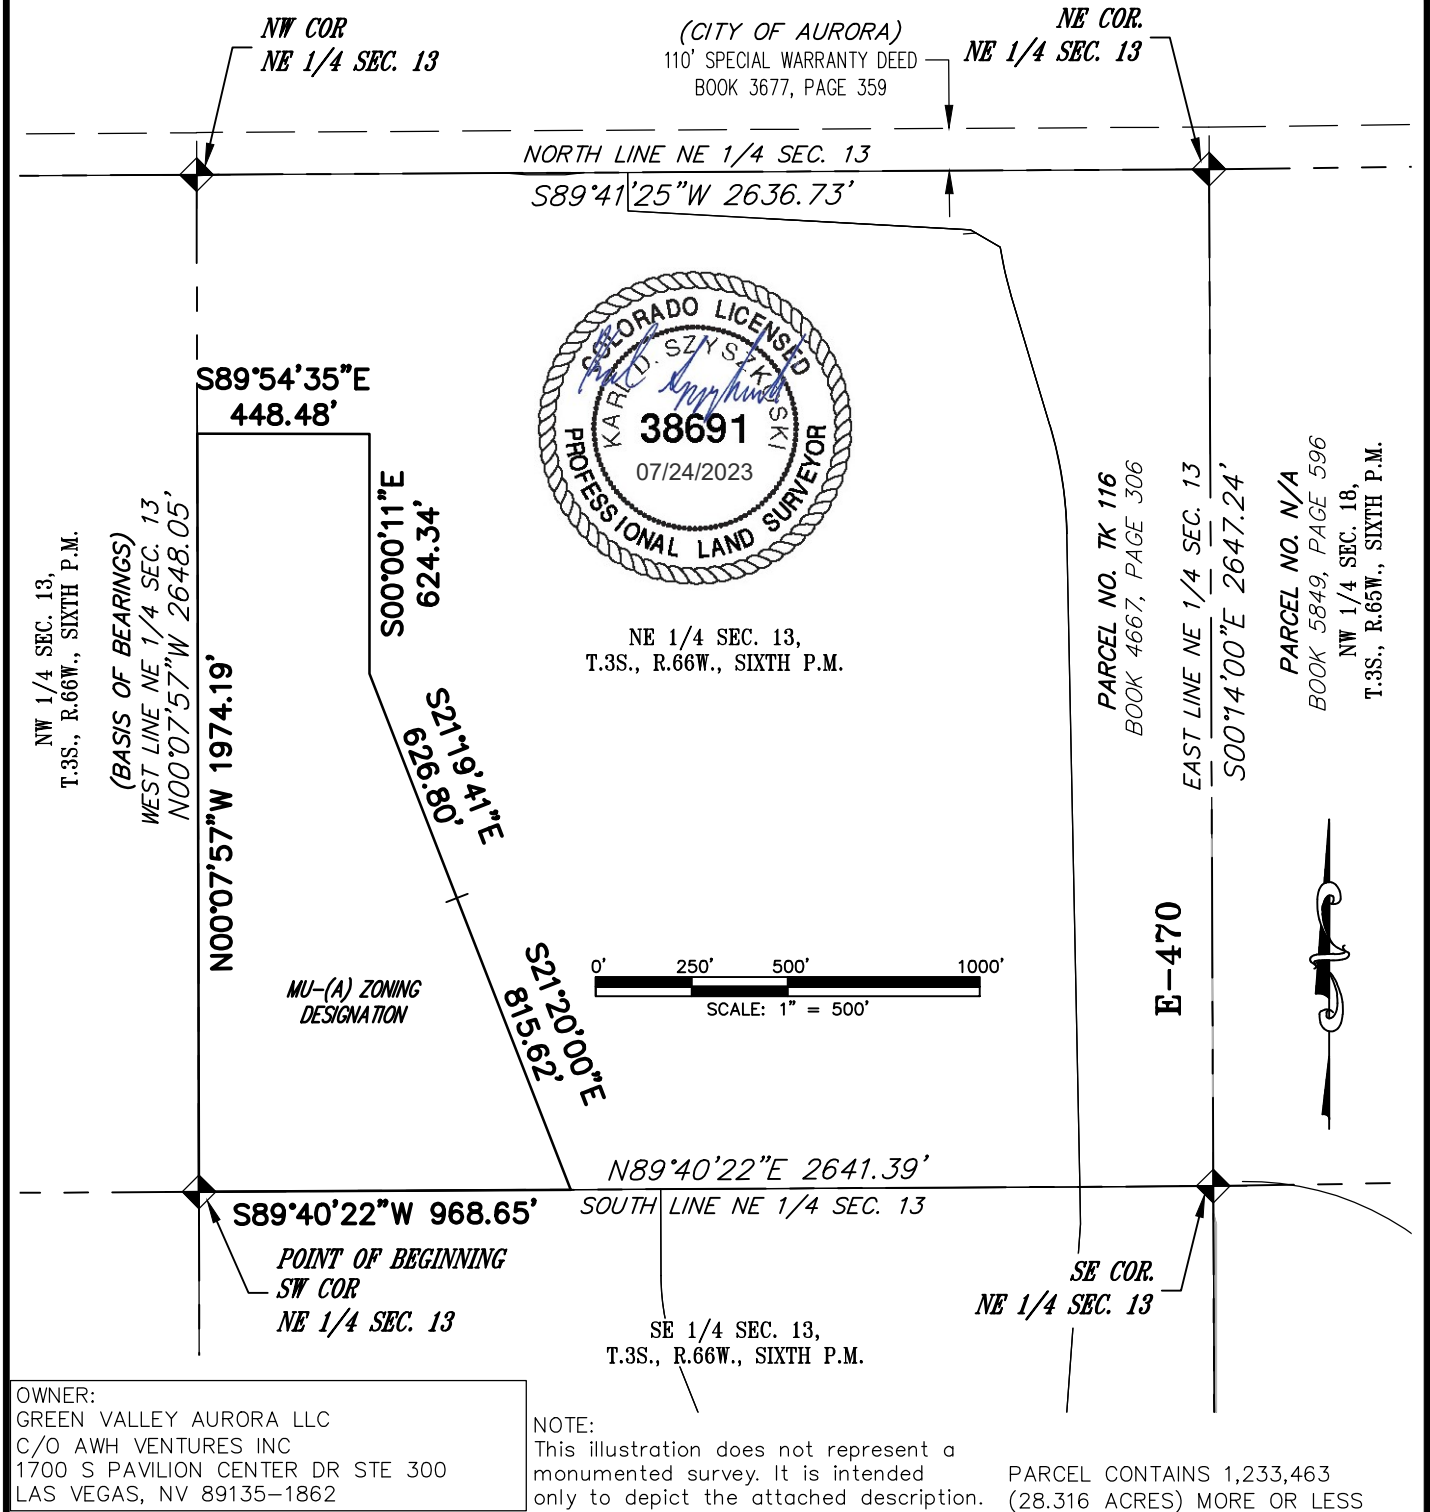 NW COR
NE 1/4 SEC. 13
(CITY OF AURORA)
110' SPECIAL WARRANTY DEED
BOOK 3677, PAGE 359
NE COR.
NE 1/4 SEC. 13
NORTH LINE NE 1/4 SEC. 13
S89°41'25"W 2636.73'
COLORADO LICENSED
KARL D. SZYSZKOSKI
38691
07/24/2023
PROFESSIONAL LAND SURVEYOR
S89°54'35"E
448.48'
S00°00'11"E
624.34'
NW 1/4 SEC. 13,
T.3S., R.66W., SIXTH P.M.
(BASIS OF BEARINGS)
WEST LINE NE 1/4 SEC. 13
N00°07'57"W 2648.05'
N00°07'57"W 1974.19'
NE 1/4 SEC. 13,
T.3S., R.66W., SIXTH P.M.
S21°19'41"E
626.80'
PARCEL NO. TK 116
BOOK 4667, PAGE 306
EAST LINE NE 1/4 SEC. 13
S00°14'00"E 2647.24'
PARCEL NO. N/A
BOOK 5849, PAGE 596
NW 1/4 SEC. 18,
T.3S., R.65W., SIXTH P.M.
MU-(A) ZONING
DESIGNATION
S21°20'00"E
815.62'
0' 250' 500' 1000'
SCALE: 1" = 500'
E-470
N89°40'22"E 2641.39'
SOUTH LINE NE 1/4 SEC. 13
S89°40'22"W 968.65'
POINT OF BEGINNING
SW COR
NE 1/4 SEC. 13
SE COR.
NE 1/4 SEC. 13
SE 1/4 SEC. 13,
T.3S., R.66W., SIXTH P.M.
OWNER:
GREEN VALLEY AURORA LLC
C/O AWH VENTURES INC
1700 S PAVILION CENTER DR STE 300
LAS VEGAS, NV 89135-1862
NOTE:
This illustration does not represent a
monumented survey. It is intended
only to depict the attached description.
PARCEL CONTAINS 1,233,463
(28.316 ACRES) MORE OR LESS